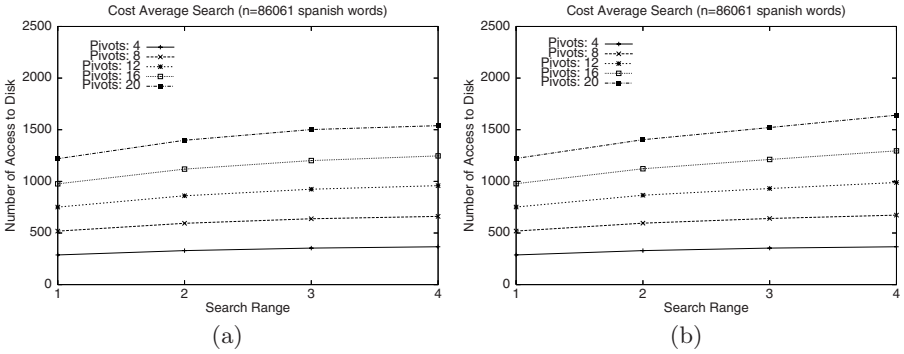 Cost Average Search (n=86061 spanish words)
2500
2000
1500
1000
500
0
Number of Access to Disk
Pivots: 4
Pivots: 8
Pivots: 12
Pivots: 16
Pivots: 20
1 2 3 4
Search Range
(a)
Cost Average Search (n=86061 spanish words)
2500
2000
1500
1000
500
0
Number of Access to Disk
Pivots: 4
Pivots: 8
Pivots: 12
Pivots: 16
Pivots: 20
1 2 3 4
Search Range
(b)